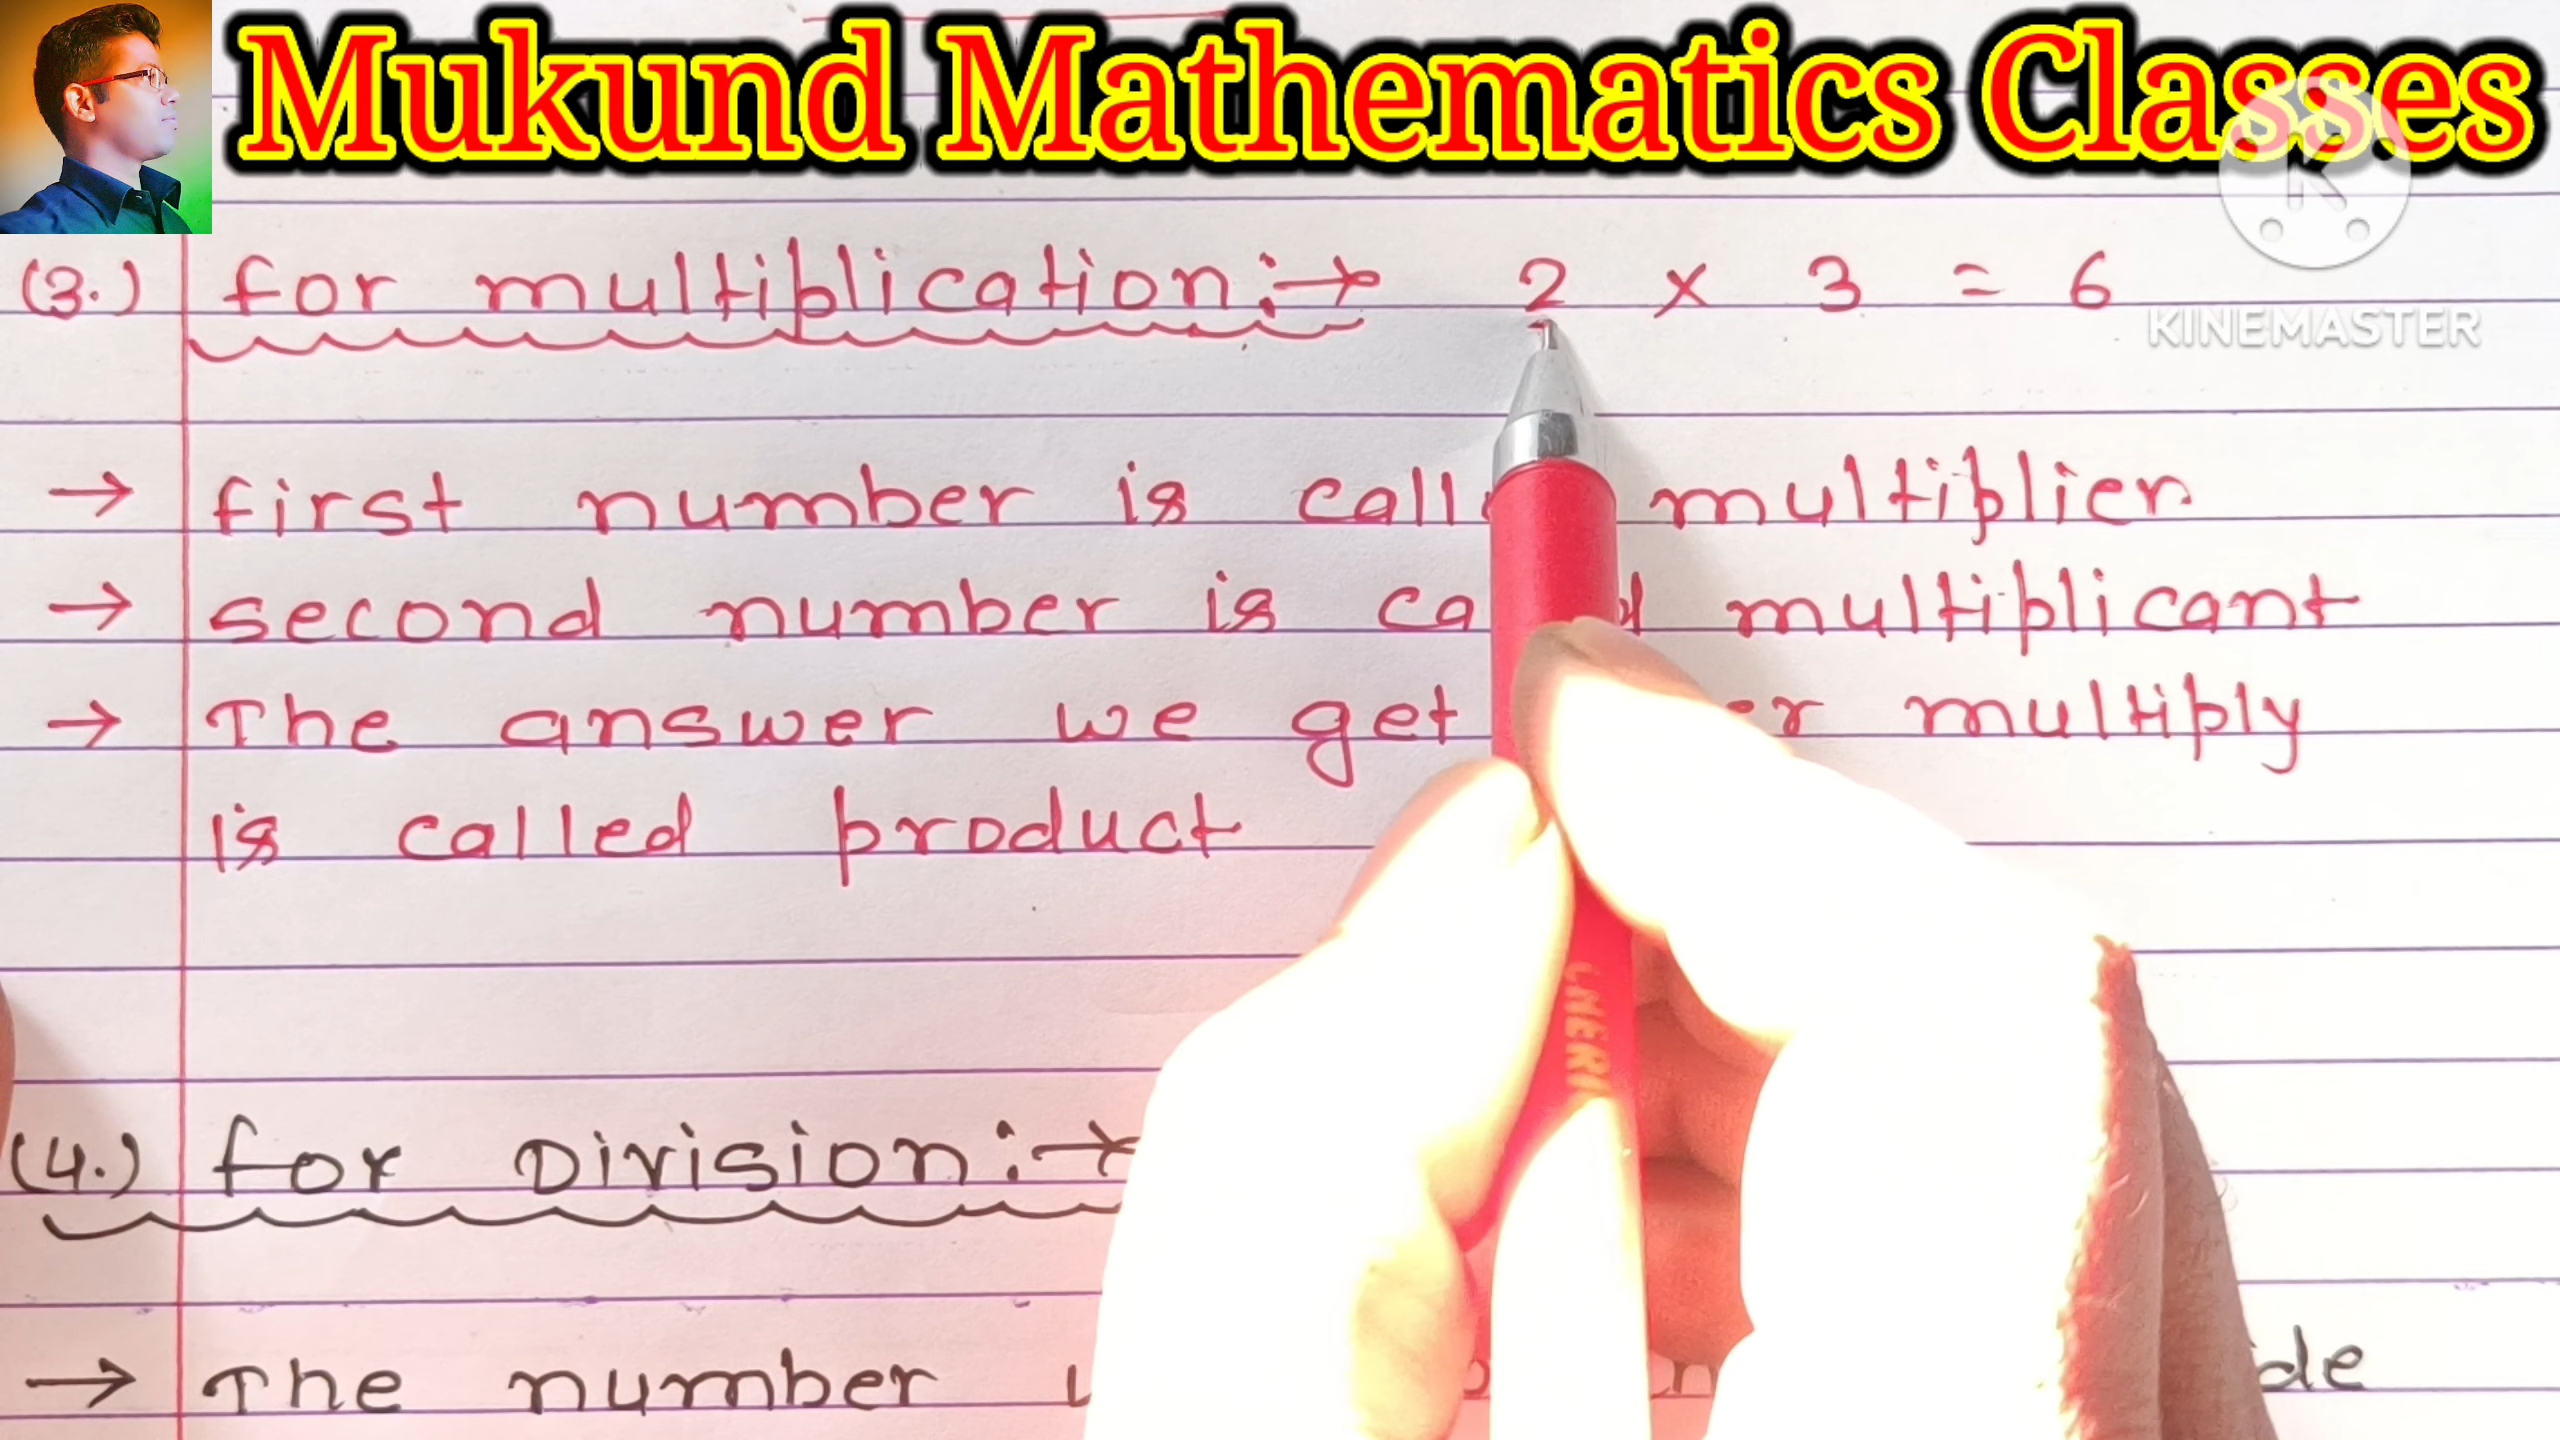 Mukund Mathematics Classes
(3.) for multiplication:→ 2 × 3 = 6
KINEMASTER
→ first number is multiplier
→ second number is multiplicant
→ The answer we get multiply
is called product
(4.) for Division:→
→ The number